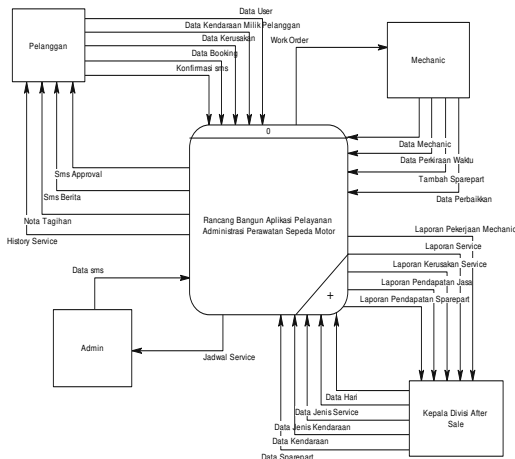 Data User
Data Kendaraan Milik Pelanggan
Data Kerusakan
Data Booking
Konfirmasi sms
Pelanggan
Work Order
Mechanic
0
Data Mechanic
Data Perkiraan Waktu
Tambah Sparepart
Data Perbaikkan
Sms Approval
Sms Berita
Nota Tagihan
History Service
Rancang Bangun Aplikasi Pelayanan
Administrasi Perawatan Sepeda Motor
Laporan Pekerjaan Mechanic
Laporan Service
Laporan Kerusakan Service
Laporan Pendapatan Jasa
Laporan Pendapatan Sparepart
+
Data sms
Admin
Jadwal Service
Kepala Divisi After
Sale
Data Hari
Data Jenis Service
Data Jenis Kendaraan
Data Kendaraan
Data Sparepart